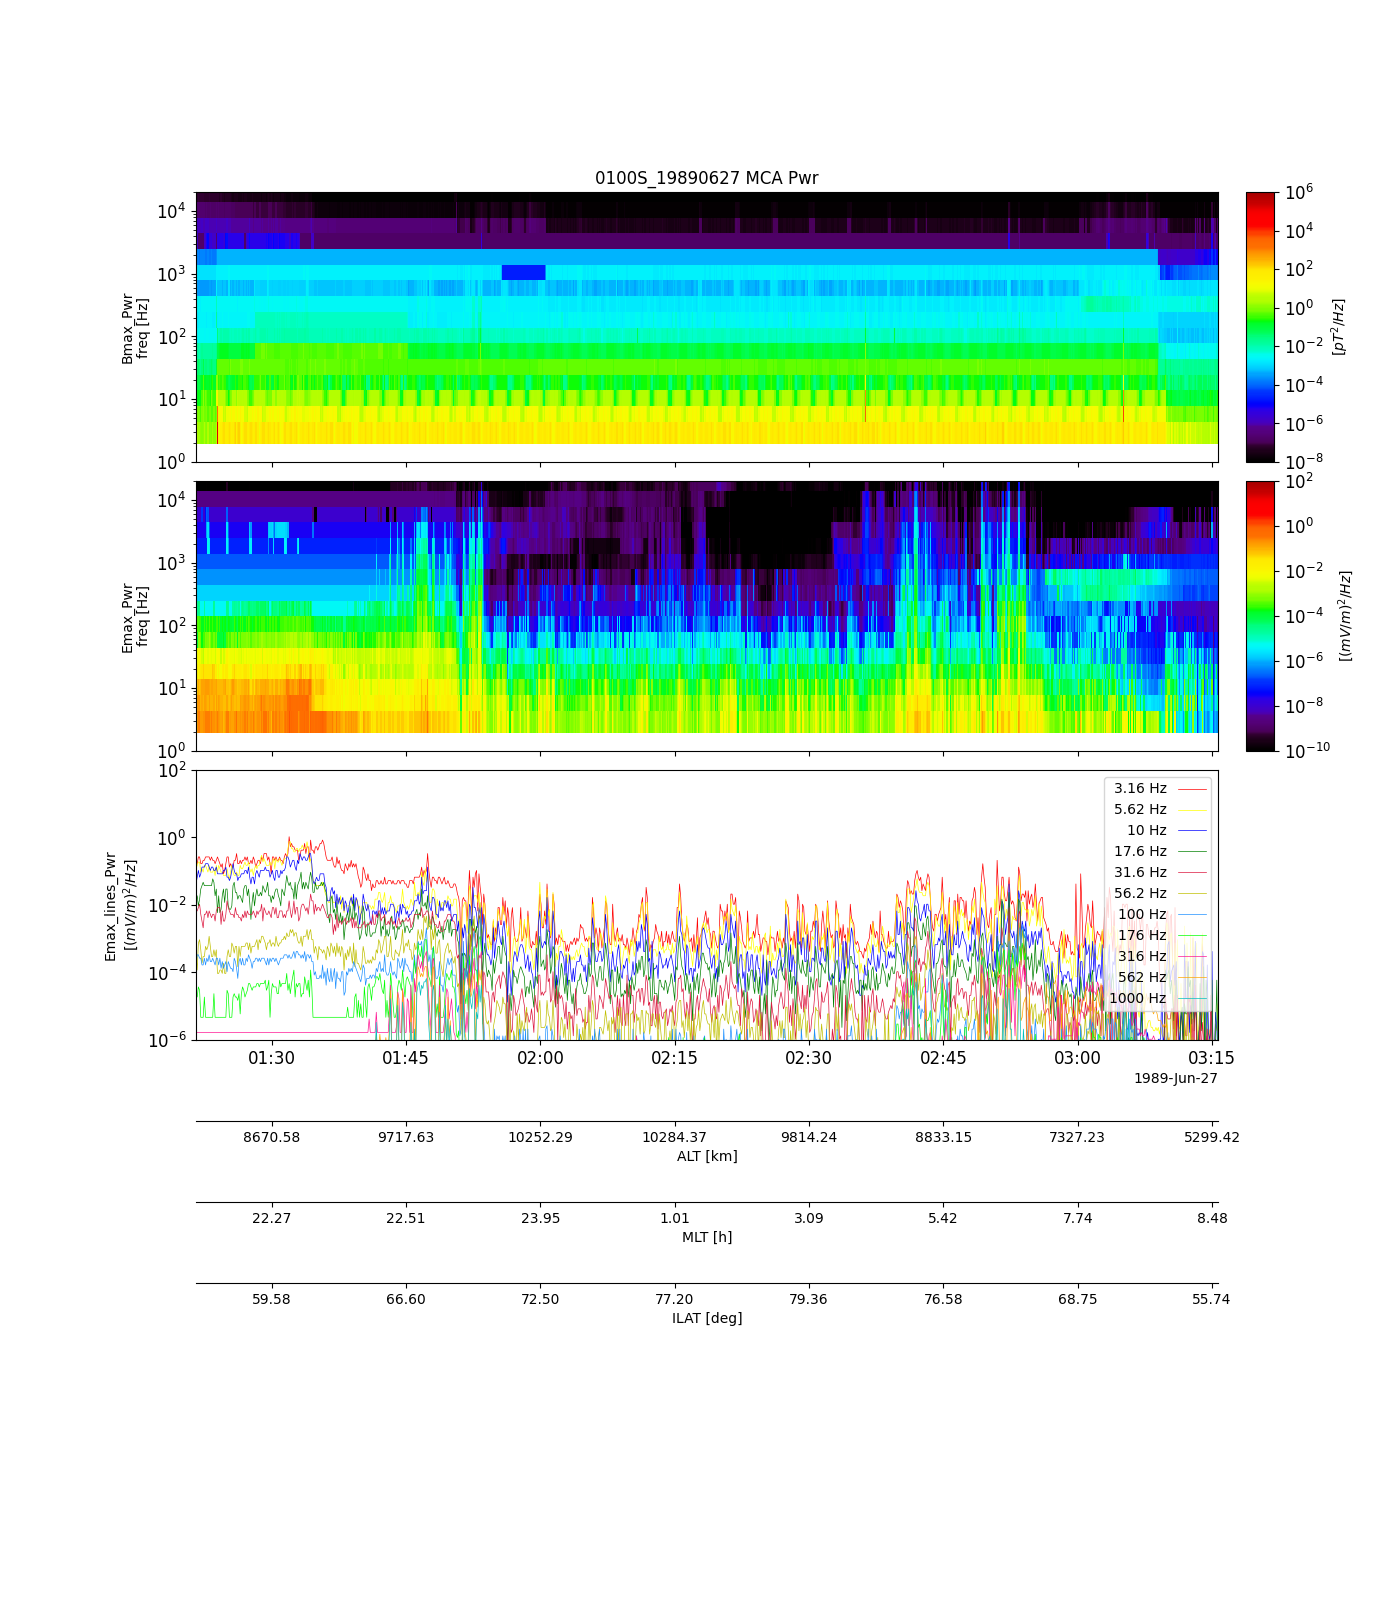 0100S_19890627 MCA Pwr
10^4
10^3
10^2
10^1
10^0
Bmax_Pwr
freq [Hz]
10^6
10^4
10^2
10^0
10^-2
10^-4
10^-6
10^-8
[pT^2/Hz]
10^4
10^3
10^2
10^1
10^0
Emax_Pwr
freq [Hz]
10^2
10^0
10^-2
10^-4
10^-6
10^-8
10^-10
[(mV/m)^2/Hz]
10^2
10^0
10^-2
10^-4
10^-6
Emax_lines_Pwr
[(mV/m)^2/Hz]
3.16 Hz
5.62 Hz
10 Hz
17.6 Hz
31.6 Hz
56.2 Hz
100 Hz
176 Hz
316 Hz
562 Hz
1000 Hz
01:30 01:45 02:00 02:15 02:30 02:45 03:00 03:15
1989-Jun-27
8670.58 9717.63 10252.29 10284.37 9814.24 8833.15 7327.23 5299.42
ALT [km]
22.27 22.51 23.95 1.01 3.09 5.42 7.74 8.48
MLT [h]
59.58 66.60 72.50 77.20 79.36 76.58 68.75 55.74
ILAT [deg]